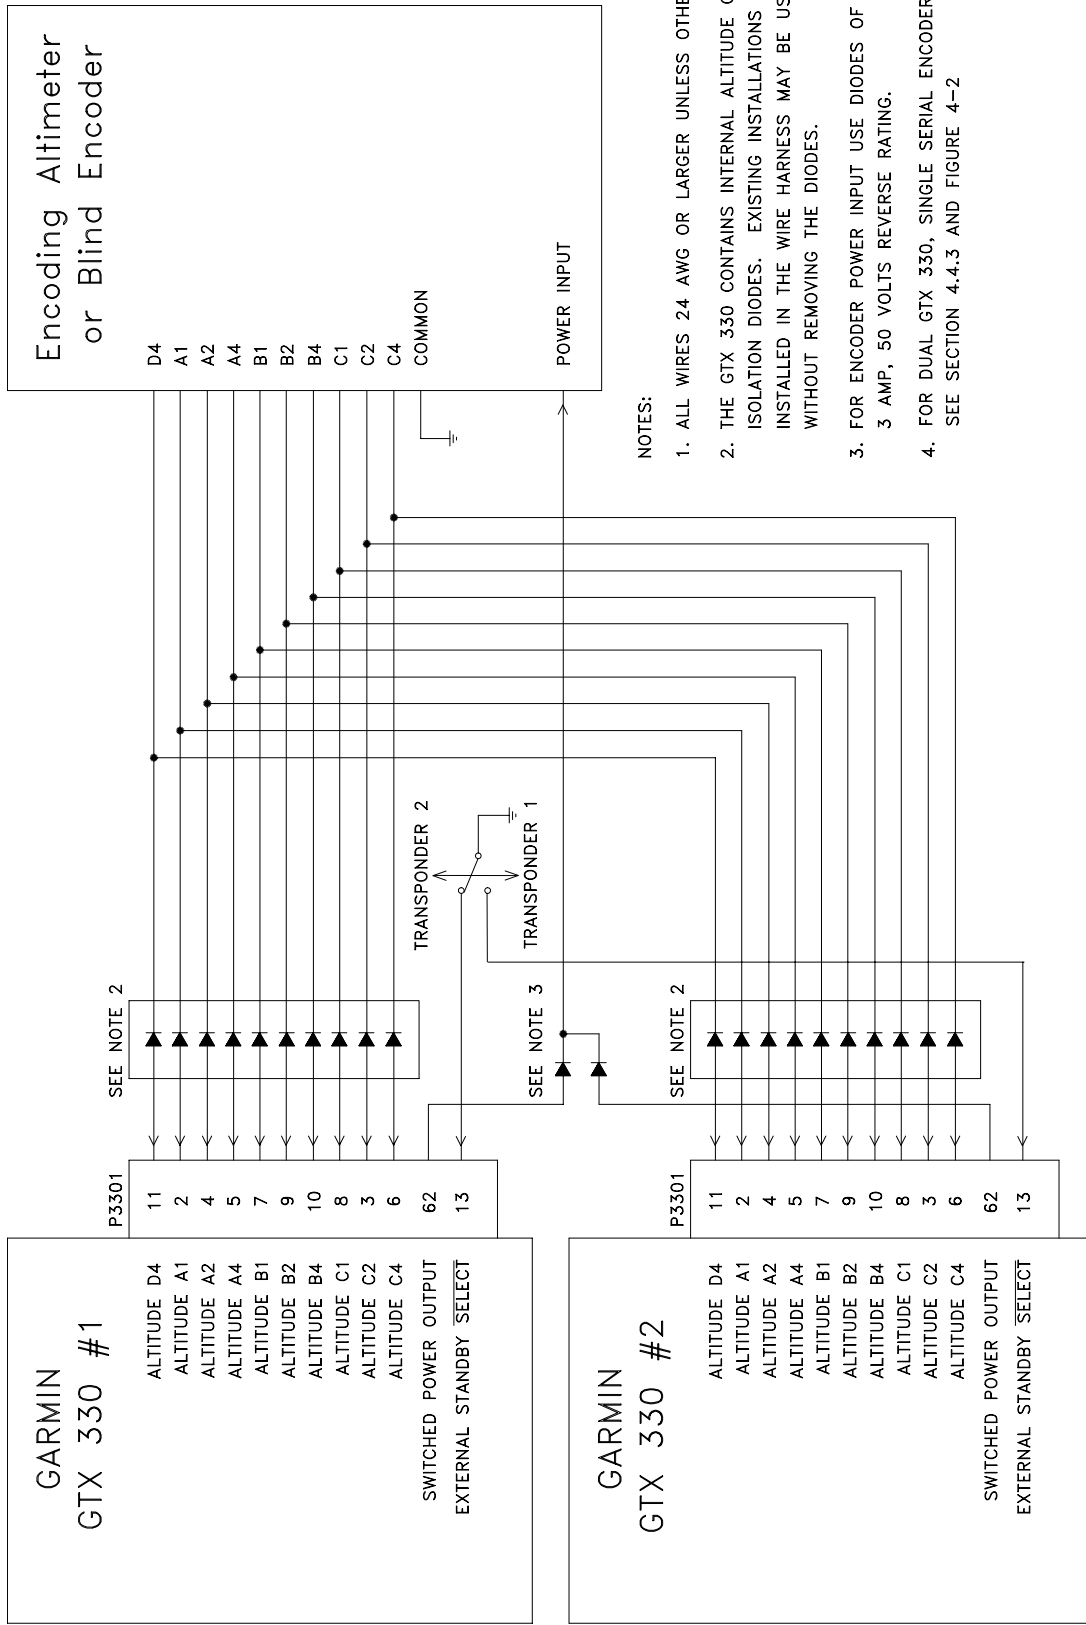 GARMIN
GTX 330 #1
P3301
ALTITUDE D4 11
ALTITUDE A1 2
ALTITUDE A2 4
ALTITUDE A4 5
ALTITUDE B1 7
ALTITUDE B2 9
ALTITUDE B4 10
ALTITUDE C1 8
ALTITUDE C2 3
ALTITUDE C4 6
SWITCHED POWER OUTPUT 62
EXTERNAL STANDBY SELECT 13
SEE NOTE 2
TRANSPONDER 2
TRANSPONDER 1
SEE NOTE 3
Encoding Altimeter
or Blind Encoder
D4
A1
A2
A4
B1
B2
B4
C1
C2
C4
COMMON
POWER INPUT
GARMIN
GTX 330 #2
P3301
ALTITUDE D4 11
ALTITUDE A1 2
ALTITUDE A2 4
ALTITUDE A4 5
ALTITUDE B1 7
ALTITUDE B2 9
ALTITUDE B4 10
ALTITUDE C1 8
ALTITUDE C2 3
ALTITUDE C4 6
SWITCHED POWER OUTPUT 62
EXTERNAL STANDBY SELECT 13
SEE NOTE 2
NOTES:
1. ALL WIRES 24 AWG OR LARGER UNLESS
2. THE GTX 330 CONTAINS INTERNAL ALTITUDE
ISOLATION DIODES. EXISTING INSTALLATIONS
INSTALLED IN THE WIRE HARNESS MAY BE
WITHOUT REMOVING THE DIODES.
3. FOR ENCODER POWER INPUT USE DIODES OF
3 AMP, 50 VOLTS REVERSE RATING.
4. FOR DUAL GTX 330, SINGLE SERIAL ENCODER
SEE SECTION 4.4.3 AND FIGURE 4-2